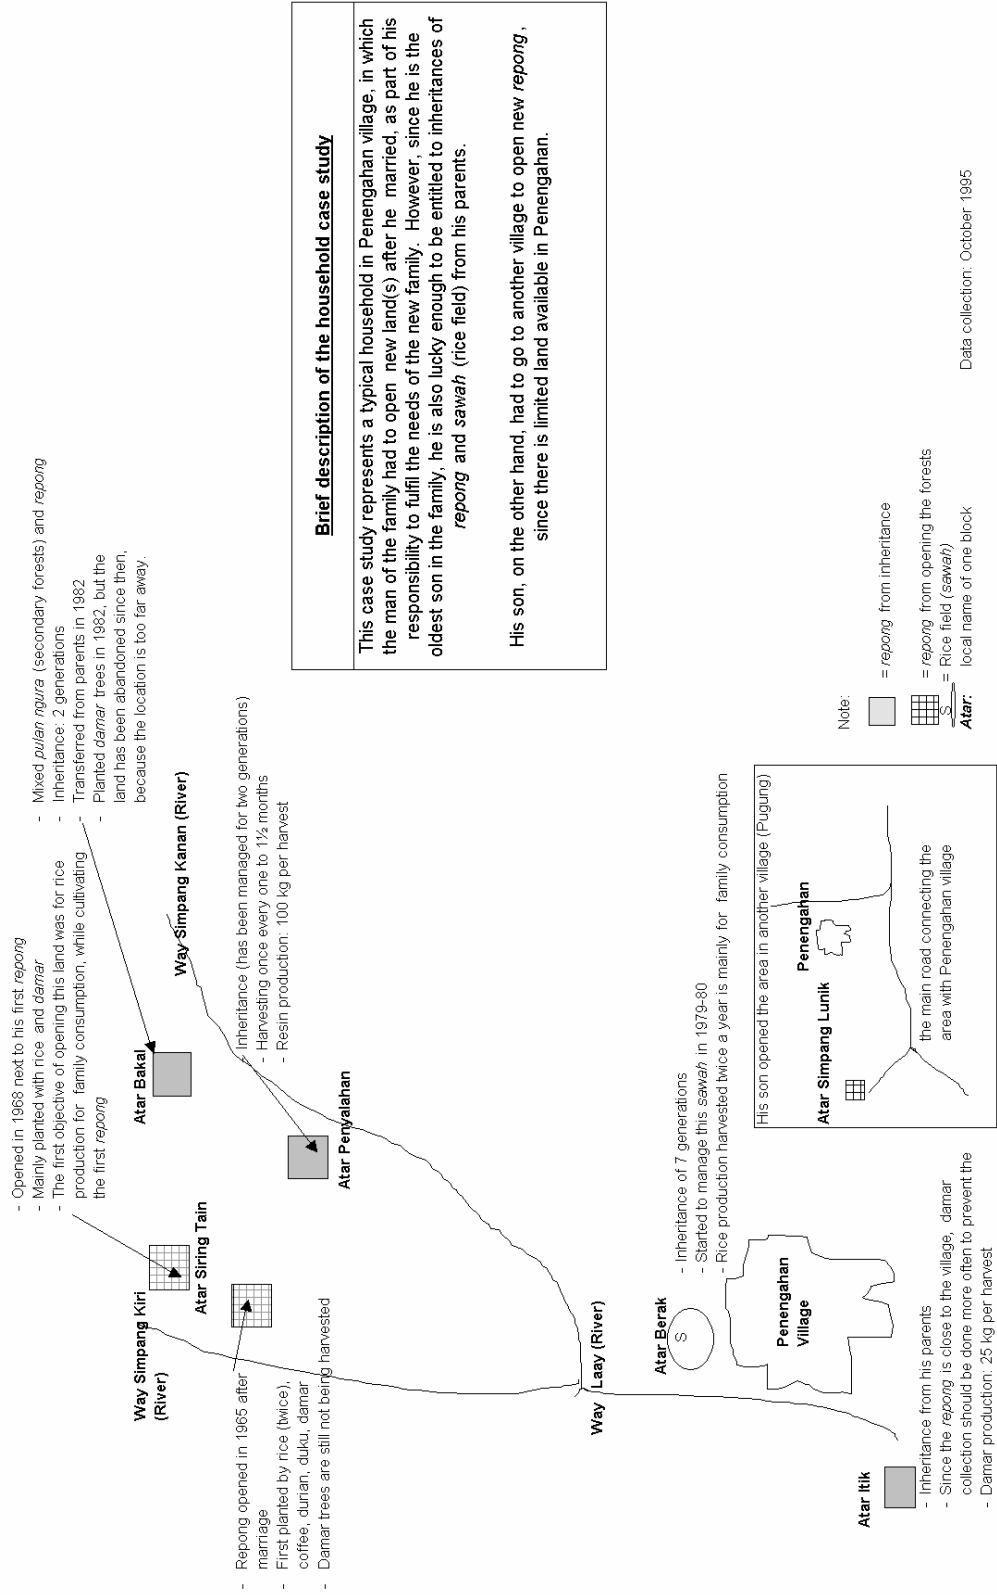 - Opened in 1968 next to his first repong
- Mainly planted with rice and damar
- The first objective of opening this land was for rice
production for family consumption, while cultivating
the first repong
- Mixed pulan ngura (secondary forests) and repong
- Inheritance: 2 generations
- Transferred from parents in 1982
- Planted damar trees in 1982, but the
land has been abandoned since then,
because the location is too far away.
Way Simpang Kiri
(River)
Atar Siring Tain
Atar Bakal
Way Simpang Kanan (River)
- Repong opened in 1965 after
marriage
- First planted by rice (twice),
coffee, durian, duku, damar
- Damar trees are still not being harvested
Inheritance (has been managed for two generations)
- Harvesting once every one to 1½ months
- Resin production: 100 kg per harvest
Atar Penyalahan
Brief description of the household case study
This case study represents a typical household in Penengahan village, in which
the man of the family had to open new land(s) after he married, as part of his
responsibility to fulfil the needs of the new family. However, since he is the
oldest son in the family, he is also lucky enough to be entitled to inheritances of
repong and sawah (rice field) from his parents.
His son, on the other hand, had to go to another village to open new repong,
since there is limited land available in Penengahan.
Way Laay (River)
Atar Berak
S
- Inheritance of 7 generations
- Started to manage this sawah in 1979-80
- Rice production harvested twice a year is mainly for family consumption
Penengahan
Village
Atar Itik
- Inheritance from his parents
- Since the repong is close to the village, damar
collection should be done more often to prevent the
- Damar production: 25 kg per harvest
His son opened the area in another village (Pugung)
Penengahan
Atar Simpang Lunik
the main road connecting the
area with Penengahan village
Note:
= repong from inheritance
= repong from opening the forests
S = Rice field (sawah)
Atar: local name of one block
Data collection: October 1995